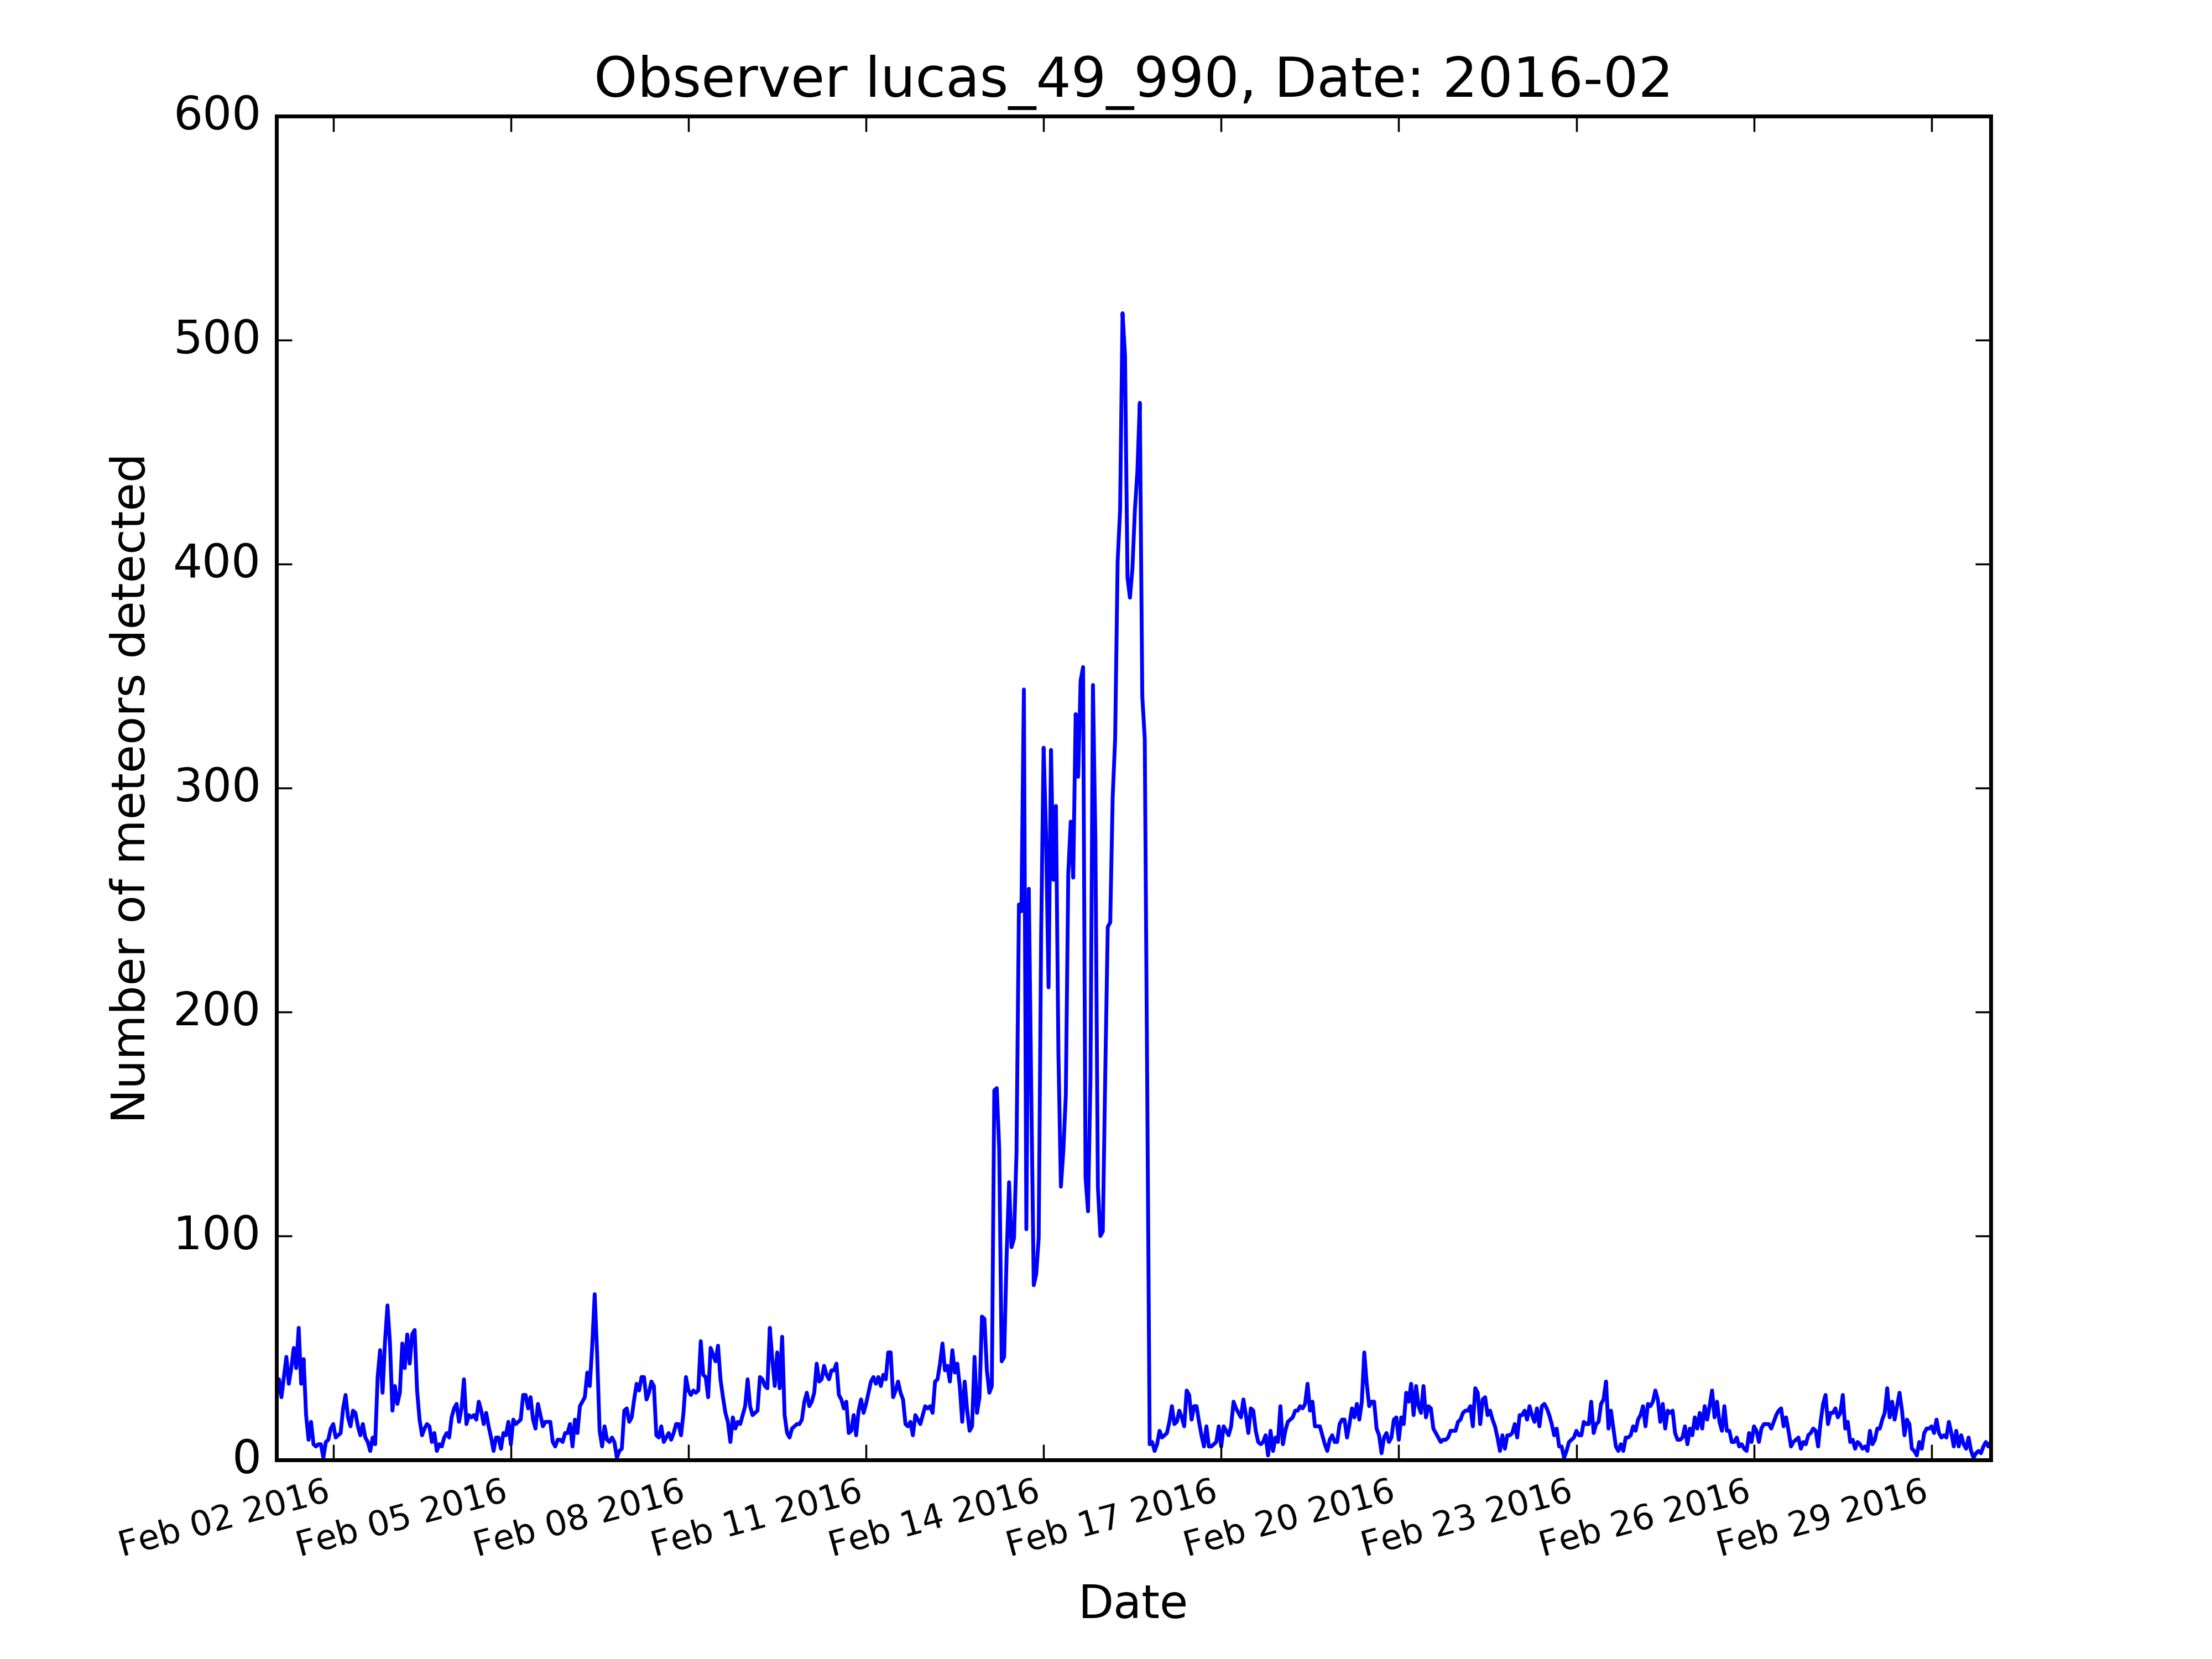 Observer lucas_49_990, Date: 2016-02
600
500
400
300
200
100
0
Number of meteors detected
Feb 02 2016
Feb 05 2016
Feb 08 2016
Feb 11 2016
Feb 14 2016
Feb 17 2016
Feb 20 2016
Feb 23 2016
Feb 26 2016
Feb 29 2016
Date